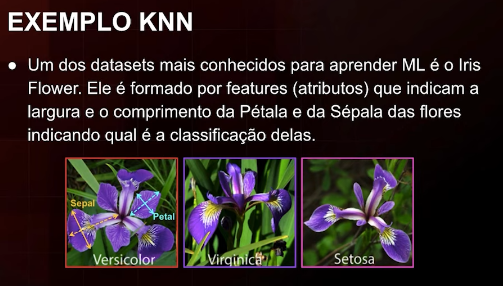 EXEMPLO KNN
● Um dos datasets mais conhecidos para aprender ML é o Iris
Flower. Ele é formado por features (atributos) que indicam a
largura e o comprimento da Pétala e da Sépala das flores
indicando qual é a classificação delas.
Sepal
Petal
Versicolor
Virginica
Setosa